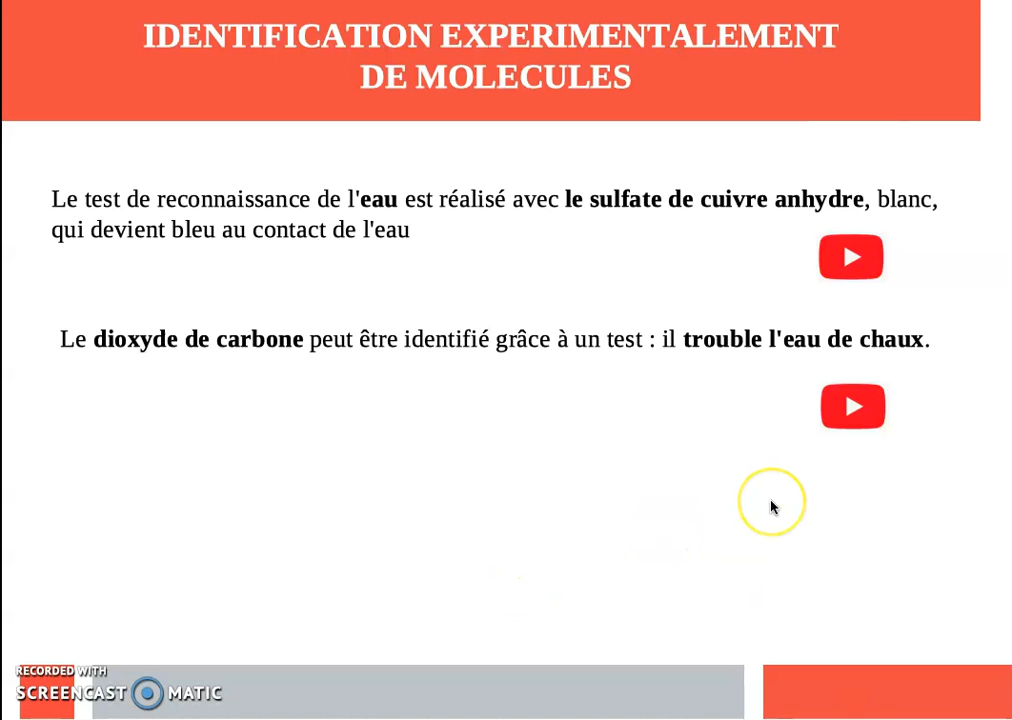 IDENTIFICATION EXPERIMENTALEMENT
DE MOLECULES
Le test de reconnaissance de l'eau est réalisé avec le sulfate de cuivre anhydre, blanc,
qui devient bleu au contact de l'eau
Le dioxyde de carbone peut être identifié grâce à un test : il trouble l'eau de chaux.
RECORDED WITH
SCREENCAST MATIC